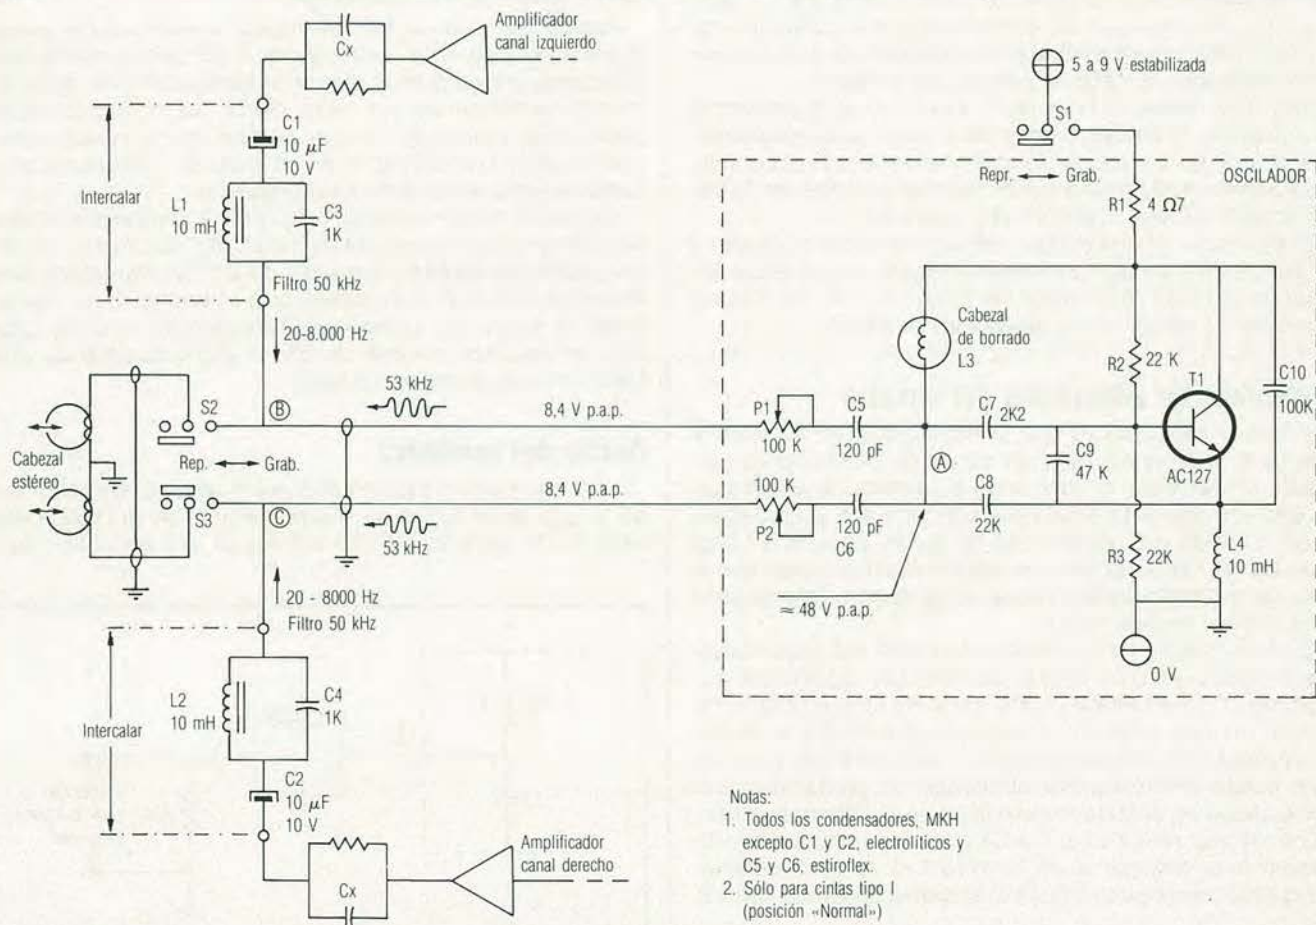 Amplificador
canal izquierdo
Cx
C1
10 µF
10 V
Intercalar
L1
10 mH
C3
1K
Filtro 50 kHz
20-8.000 Hz
53 kHz
8,4 V p.a.p.
S2
B
Cabezal
estéreo
Rep.
Grab.
S3
C
8,4 V p.a.p.
53 kHz
20 - 8000 Hz
Filtro 50 kHz
Intercalar
L2
10 mH
C4
1K
C2
10 µF
10 V
Cx
Amplificador
canal derecho
5 a 9 V estabilizada
S1
Repr.
Grab.
OSCILADOR
R1
4 Ω7
Cabezal
de borrado
L3
R2
22 K
T1
AC127
C10
100K
P1
100 K
C5
120 pF
C7
2K2
A
C9
47 K
100 K
P2
120 pF
C6
C8
22K
R3
22K
L4
10 mH
≈ 48 V p.a.p.
0 V
Notas:
1. Todos los condensadores, MKH
excepto C1 y C2, electrolíticos y
C5 y C6, estiroflex.
2. Sólo para cintas tipo I
(posición «Normal»)